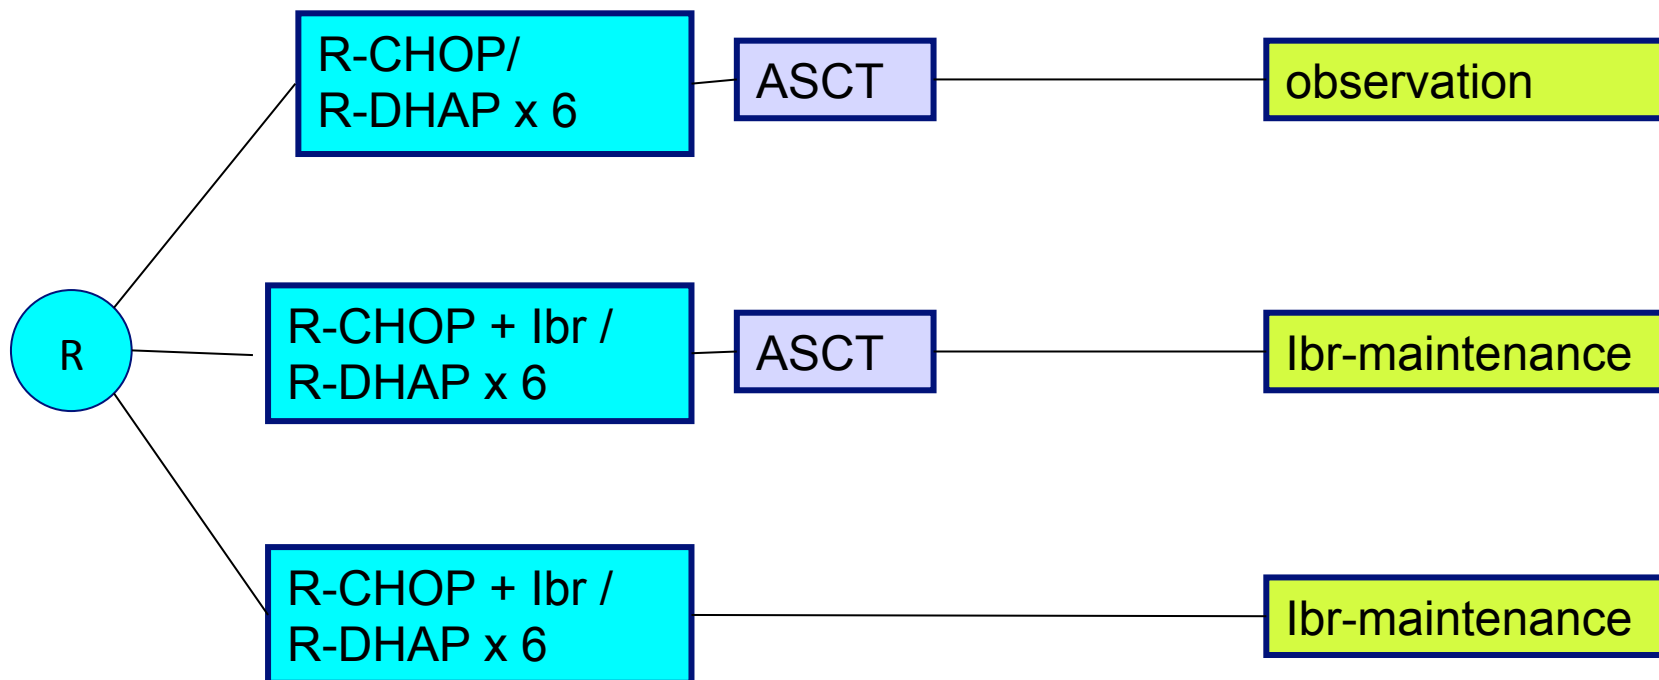 R-CHOP/
R-DHAP x 6
ASCT
observation
R
R-CHOP + Ibr /
R-DHAP x 6
ASCT
Ibr-maintenance
R-CHOP + Ibr /
R-DHAP x 6
Ibr-maintenance